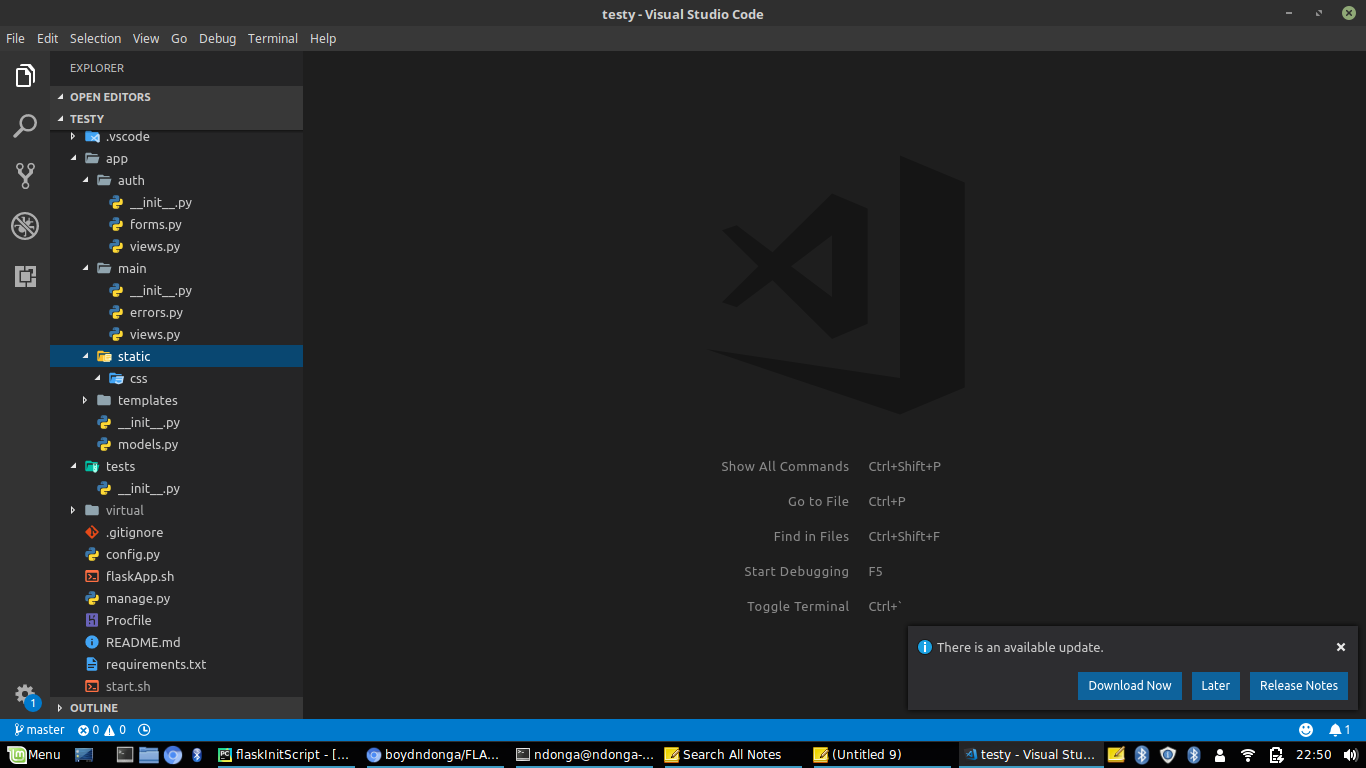 testy - Visual Studio Code
File Edit Selection View Go Debug Terminal Help
EXPLORER
OPEN EDITORS
TESTY
.vscode
app
auth
__init__.py
forms.py
views.py
main
__init__.py
errors.py
views.py
static
css
templates
__init__.py
models.py
tests
__init__.py
virtual
.gitignore
config.py
flaskApp.sh
manage.py
Procfile
README.md
requirements.txt
start.sh
OUTLINE
Show All Commands Ctrl+Shift+P
Go to File Ctrl+P
Find in Files Ctrl+Shift+F
Start Debugging F5
Toggle Terminal Ctrl+`
There is an available update.
Download Now Later Release Notes
1
master 0 0 1
Menu flaskInitScript - [... boydndonga/FLA... ndonga@ndonga-... Search All Notes (Untitled 9) testy - Visual Stu... 22:50